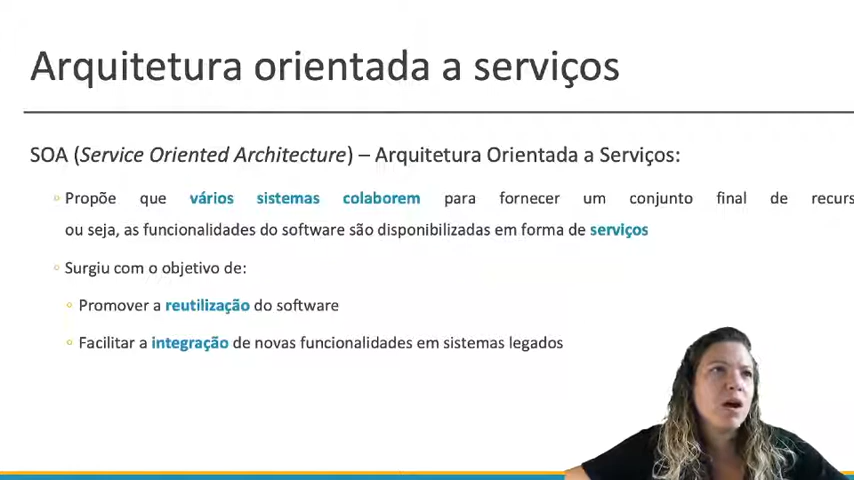 Arquitetura orientada a serviços
SOA (Service Oriented Architecture) – Arquitetura Orientada a Serviços:
Propõe que vários sistemas colaborem para fornecer um conjunto final de
ou seja, as funcionalidades do software são disponibilizadas em forma de serviços
Surgiu com o objetivo de:
Promover a reutilização do software
Facilitar a integração de novas funcionalidades em sistemas legados